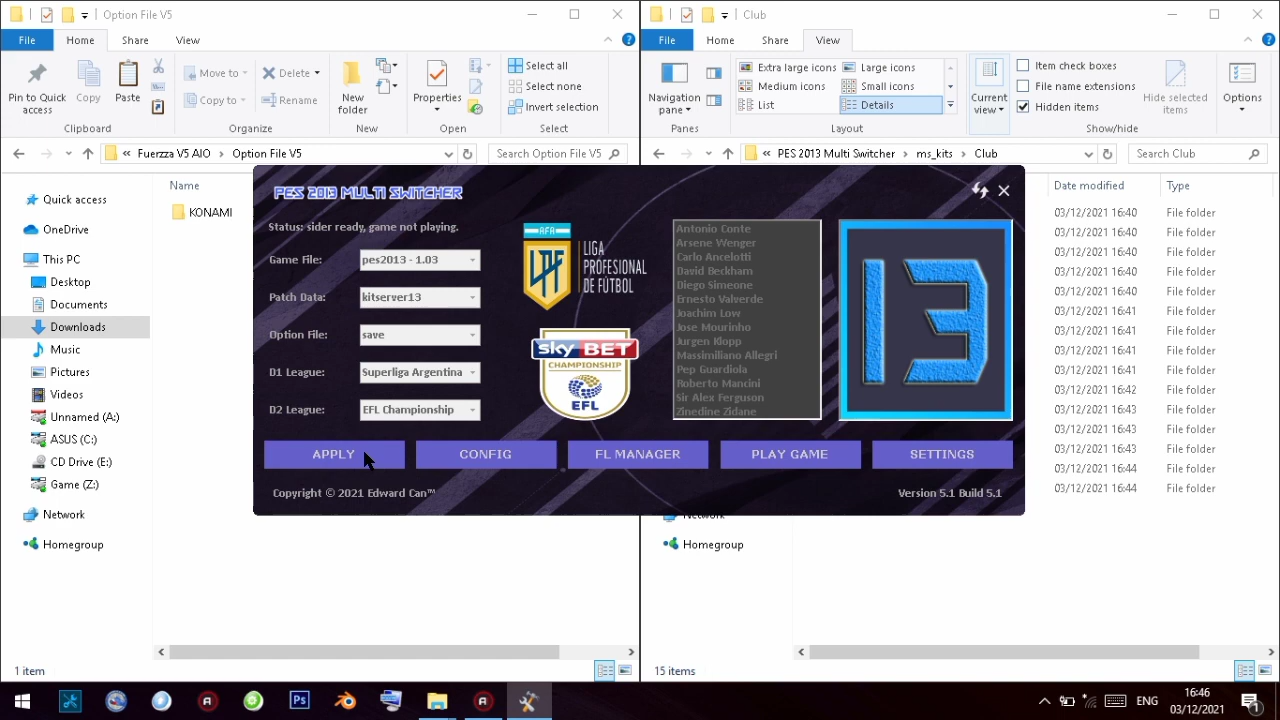 Option File V5
File
Home
Share
View
Pin to Quick access
Copy
Paste
Clipboard
Move to
Copy to
Delete
Rename
Organize
New folder
New
Properties
Open
Select all
Select none
Invert selection
Select
« Fuerzza V5 AIO › Option File V5
Search Option File V5
Name
KONAMI
Quick access
OneDrive
This PC
Desktop
Documents
Downloads
Music
Pictures
Videos
Unnamed (A:)
ASUS (C:)
CD Drive (E:)
Game (Z:)
Network
Homegroup
1 item
Club
File
Home
Share
View
Navigation pane
Panes
Extra large icons
Large icons
Medium icons
Small icons
List
Details
Layout
Current view
Item check boxes
File name extensions
Hidden items
Hide selected items
Show/hide
Options
« PES 2013 Multi Switcher › ms_kits › Club
Search Club
Date modified
Type
03/12/2021 16:40 File folder
03/12/2021 16:40 File folder
03/12/2021 16:40 File folder
03/12/2021 16:40 File folder
03/12/2021 16:40 File folder
03/12/2021 16:41 File folder
03/12/2021 16:41 File folder
03/12/2021 16:41 File folder
03/12/2021 16:41 File folder
03/12/2021 16:42 File folder
03/12/2021 16:43 File folder
03/12/2021 16:43 File folder
03/12/2021 16:43 File folder
03/12/2021 16:44 File folder
03/12/2021 16:44 File folder
Homegroup
15 items
PES 2013 MULTI SWITCHER
Status: sider ready, game not playing.
Game File: pes2013 - 1.03
Patch Data: kitserver13
Option File: save
D1 League: Superliga Argentina
D2 League: EFL Championship
AFA
LPF
LIGA
PROFESIONAL
DE FÚTBOL
sky BET
CHAMPIONSHIP
EFL
Antonio Conte
Arsene Wenger
Carlo Ancelotti
David Beckham
Diego Simeone
Ernesto Valverde
Joachim Low
Jose Mourinho
Jurgen Klopp
Massimiliano Allegri
Pep Guardiola
Roberto Mancini
Sir Alex Ferguson
Zinedine Zidane
13
APPLY
CONFIG
FL MANAGER
PLAY GAME
SETTINGS
Copyright © 2021 Edward Can™
Version 5.1 Build 5.1
Ps
ENG
16:46
03/12/2021
1